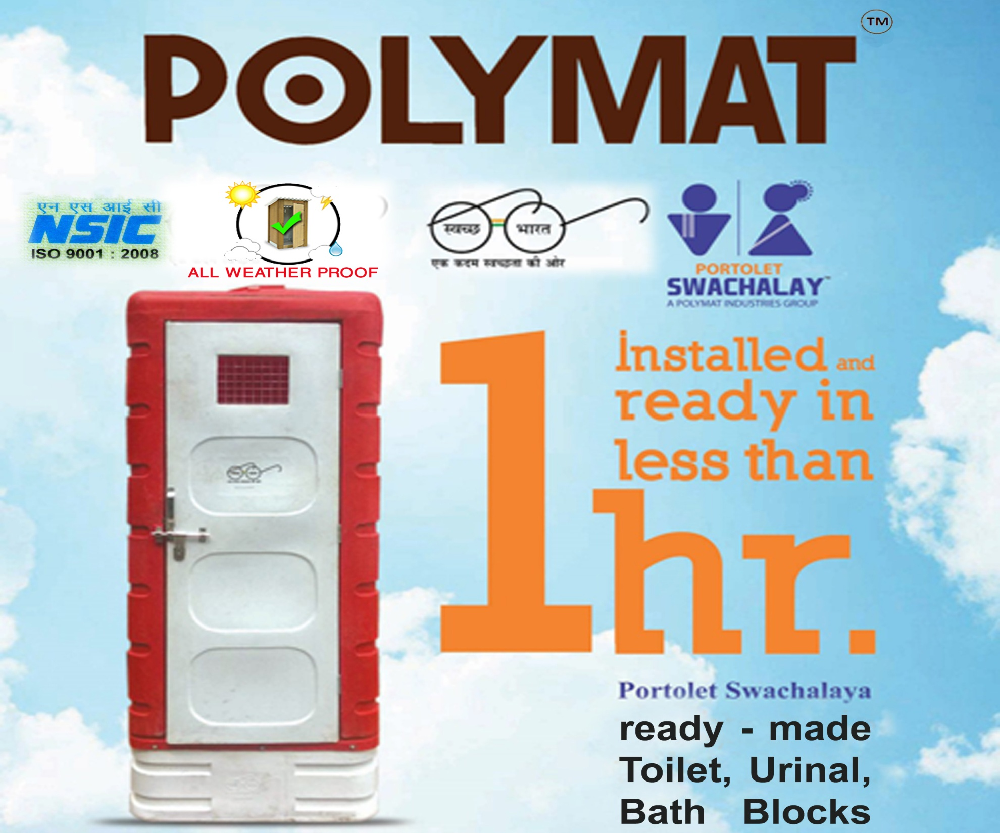 TM
POLYMAT
एन एस आई सी
NSIC
ISO 9001 : 2008
ALL WEATHER PROOF
स्वच्छ भारत
एक कदम स्वच्छता की ओर
PORTOLET
SWACHALAY™
A POLYMAT INDUSTRIES GROUP
1
installed and
ready in
less than
hr.
Portolet Swachalaya
ready - made
Toilet, Urinal,
Bath Blocks